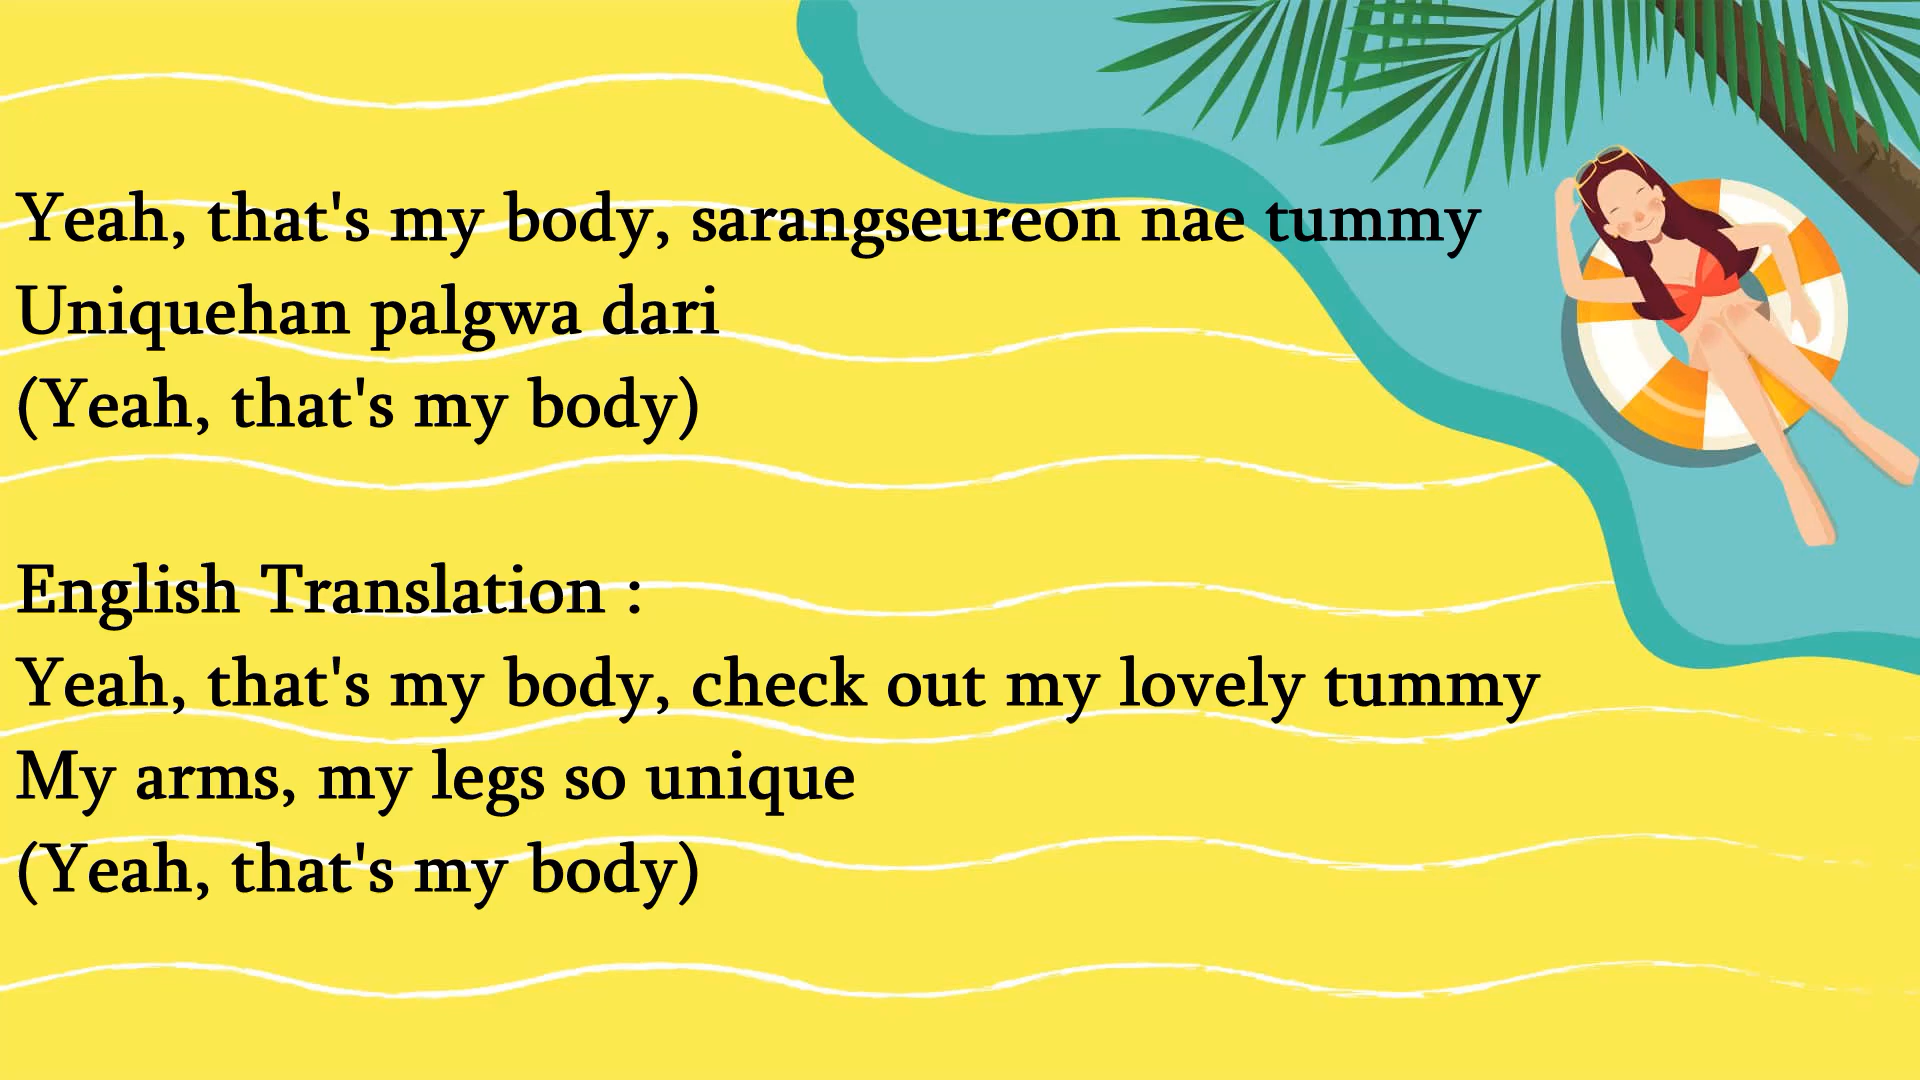 Yeah, that's my body, sarangseureon nae tummy
Uniquehan palgwa dari
(Yeah, that's my body)
English Translation :
Yeah, that's my body, check out my lovely tummy
My arms, my legs so unique
(Yeah, that's my body)